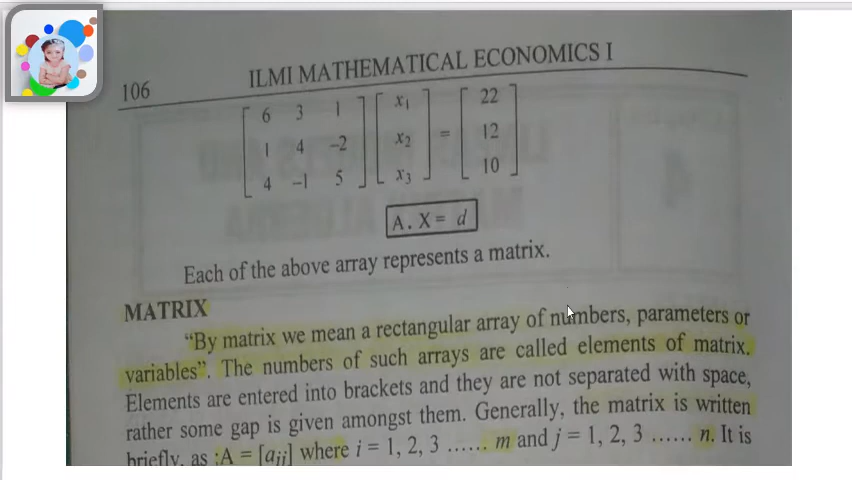 106
ILMI MATHEMATICAL ECONOMICS I
[ 6 3 1 ] [ x₁ ] = [ 22 ]
[ 1 4 -2 ] [ x₂ ] = [ 12 ]
[ 4 -1 5 ] [ x₃ ] = [ 10 ]
A. X = d
Each of the above array represents a matrix.
MATRIX
“By matrix we mean a rectangular array of numbers, parameters or
variables”. The numbers of such arrays are called elements of matrix.
Elements are entered into brackets and they are not separated with space,
rather some gap is given amongst them. Generally, the matrix is written
briefly, as :A = [aij] where i = 1, 2, 3 ...... m and j = 1, 2, 3 ...... n. It is